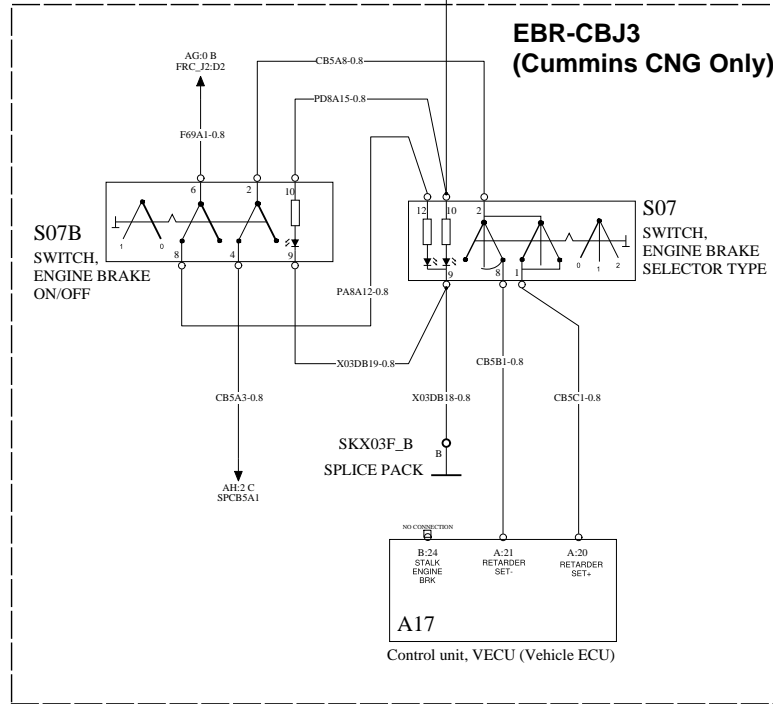 EBR-CBJ3
(Cummins CNG Only)
AG:0 B
FRC_J2:D2
CB5A8-0.8
PD8A15-0.8
F69A1-0.8
6
2
10
12
10
2
S07B
SWITCH,
ENGINE BRAKE
ON/OFF
1
0
8
4
9
S07
SWITCH,
ENGINE BRAKE
SELECTOR TYPE
9
8
1
0
1
2
PA8A12-0.8
X03DB19-0.8
CB5B1-0.8
CB5A3-0.8
X03DB18-0.8
CB5C1-0.8
SKX03F_B
B
SPLICE PACK
AH:2 C
SPCB5A1
NO CONNECTION
B:24
STALK
ENGINE
BRK
A:21
RETARDER
SET-
A:20
RETARDER
SET+
A17
Control unit, VECU (Vehicle ECU)